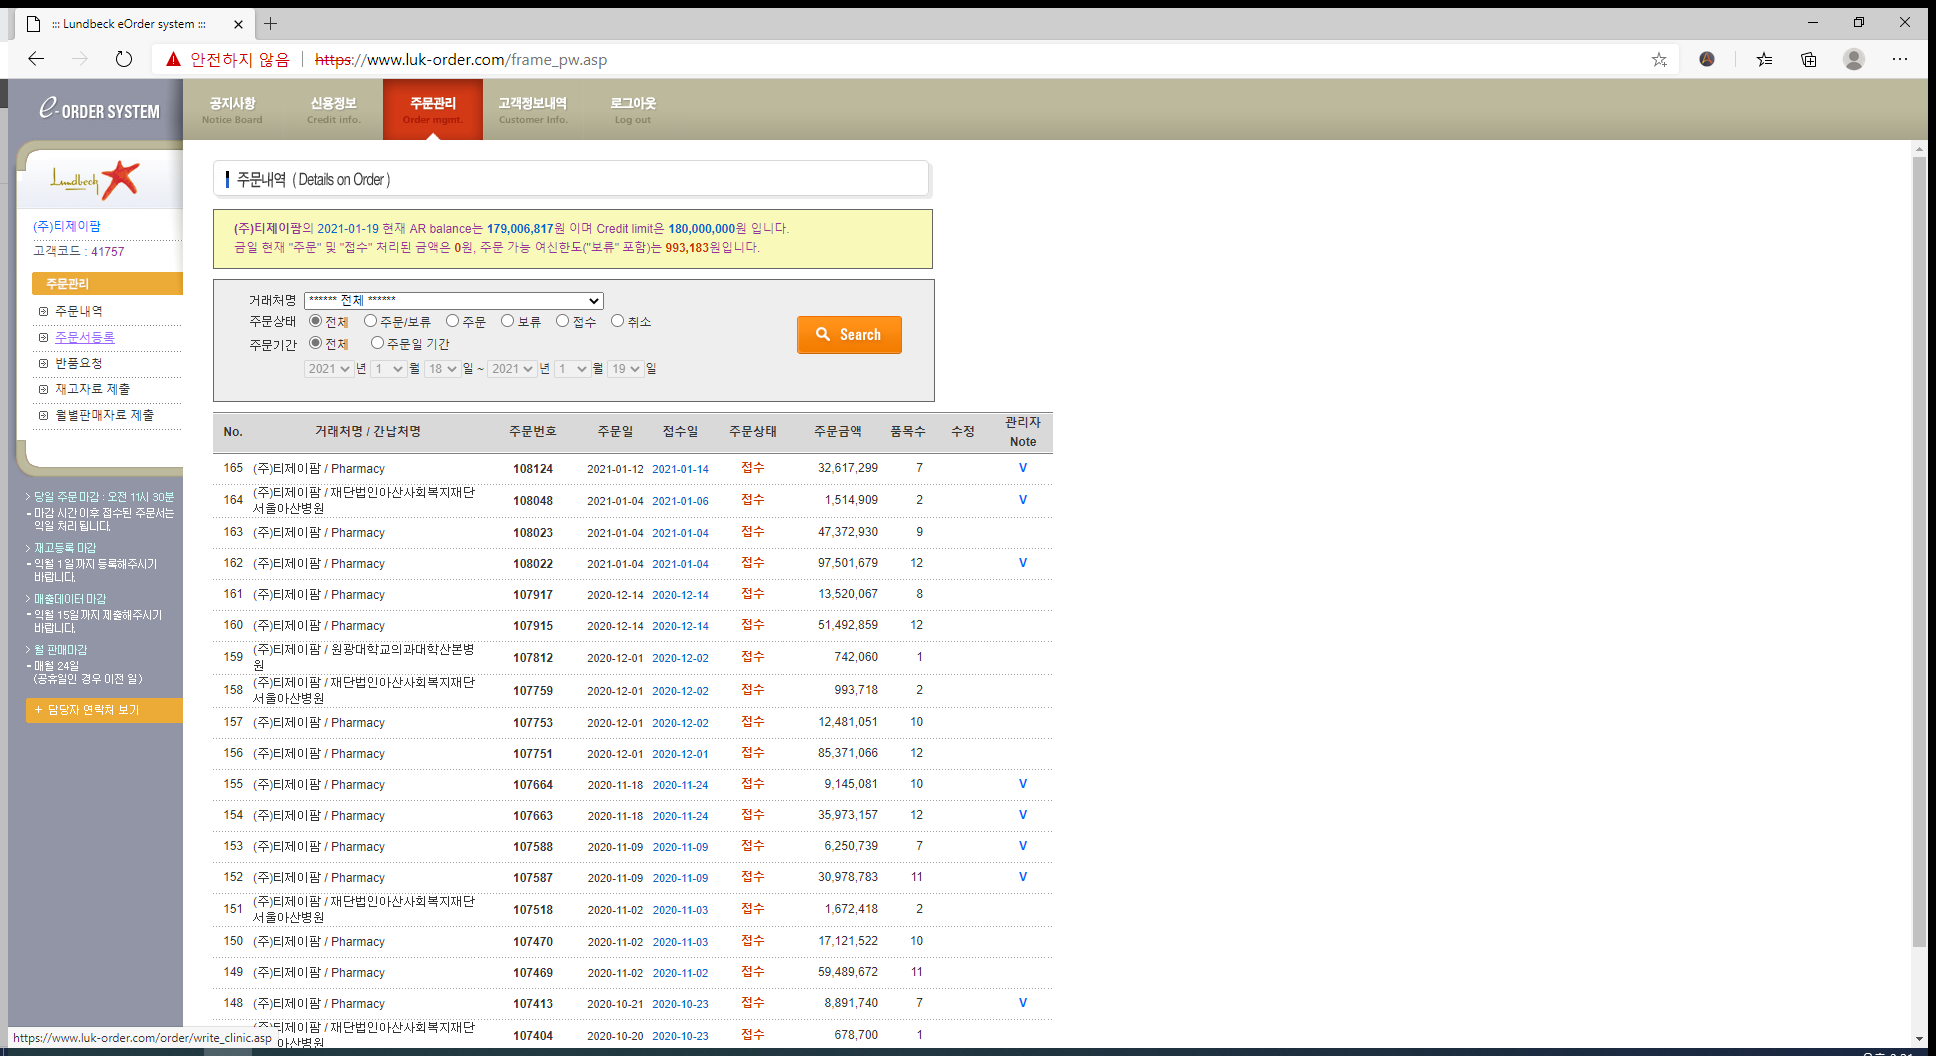 ::: Lundbeck eOrder system :::
안전하지 않음 https://www.luk-order.com/frame_pw.asp
e-ORDER SYSTEM
공지사항 신용정보 주문관리 고객정보내역 로그아웃
Notice Board Credit info. Order mgmt. Customer Info. Log out
Lundbeck
(주)티제이팜
고객코드 : 41757
주문관리
주문내역
주문서등록
반품요청
재고자료 제출
월별판매자료 제출
> 당일 주문 마감 : 오전 11시 30분
- 마감 시간 이후 접수된 주문서는
익일 처리 됩니다.
> 재고등록 마감
- 익월 1일까지 등록해주시기
바랍니다.
> 매출데이터 마감
- 익월 15일까지 제출해주시기
바랍니다.
> 월 판매마감
- 매월 24일
(공휴일인 경우 이전 일)
+ 담당자 연락처 보기
주문내역 ( Details on Order )
(주)티제이팜의 2021-01-19 현재 AR balance는 179,006,817원 이며 Credit limit은 180,000,000원 입니다.
금일 현재 "주문" 및 "접수" 처리된 금액은 0원, 주문 가능 여신한도("보류" 포함)는 993,183원입니다.
거래처명 ****** 전체 ******
주문상태 전체 주문/보류 주문 보류 접수 취소
주문기간 전체 주문일 기간
2021 년 1 월 18 일 ~ 2021 년 1 월 19 일
Search
No. 거래처명 / 간납처명 주문번호 주문일 접수일 주문상태 주문금액 품목수 수정 관리자 Note
165 (주)티제이팜 / Pharmacy 108124 2021-01-12 2021-01-14 접수 32,617,299 7 V
164 (주)티제이팜 / 재단법인아산사회복지재단 서울아산병원 108048 2021-01-04 2021-01-06 접수 1,514,909 2 V
163 (주)티제이팜 / Pharmacy 108023 2021-01-04 2021-01-04 접수 47,372,930 9
162 (주)티제이팜 / Pharmacy 108022 2021-01-04 2021-01-04 접수 97,501,679 12 V
161 (주)티제이팜 / Pharmacy 107917 2020-12-14 2020-12-14 접수 13,520,067 8
160 (주)티제이팜 / Pharmacy 107915 2020-12-14 2020-12-14 접수 51,492,859 12
159 (주)티제이팜 / 원광대학교의과대학산본병원 107812 2020-12-01 2020-12-02 접수 742,060 1
158 (주)티제이팜 / 재단법인아산사회복지재단 서울아산병원 107759 2020-12-01 2020-12-02 접수 993,718 2
157 (주)티제이팜 / Pharmacy 107753 2020-12-01 2020-12-02 접수 12,481,051 10
156 (주)티제이팜 / Pharmacy 107751 2020-12-01 2020-12-01 접수 85,371,066 12
155 (주)티제이팜 / Pharmacy 107664 2020-11-18 2020-11-24 접수 9,145,081 10 V
154 (주)티제이팜 / Pharmacy 107663 2020-11-18 2020-11-24 접수 35,973,157 12 V
153 (주)티제이팜 / Pharmacy 107588 2020-11-09 2020-11-09 접수 6,250,739 7 V
152 (주)티제이팜 / Pharmacy 107587 2020-11-09 2020-11-09 접수 30,978,783 11 V
151 (주)티제이팜 / 재단법인아산사회복지재단 서울아산병원 107518 2020-11-02 2020-11-03 접수 1,672,418 2
150 (주)티제이팜 / Pharmacy 107470 2020-11-02 2020-11-03 접수 17,121,522 10
149 (주)티제이팜 / Pharmacy 107469 2020-11-02 2020-11-02 접수 59,489,672 11
148 (주)티제이팜 / Pharmacy 107413 2020-10-21 2020-10-23 접수 8,891,740 7 V
(주)티제이팜 / 재단법인아산사회복지재단 아산병원 107404 2020-10-20 2020-10-23 접수 678,700 1
https://www.luk-order.com/order/write_clinic.asp